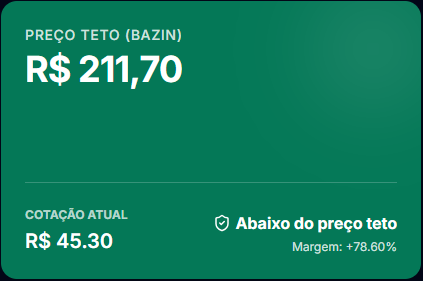 PREÇO TETO (BAZIN)
R$ 211,70
COTAÇÃO ATUAL
R$ 45.30
Abaixo do preço teto
Margem: +78.60%